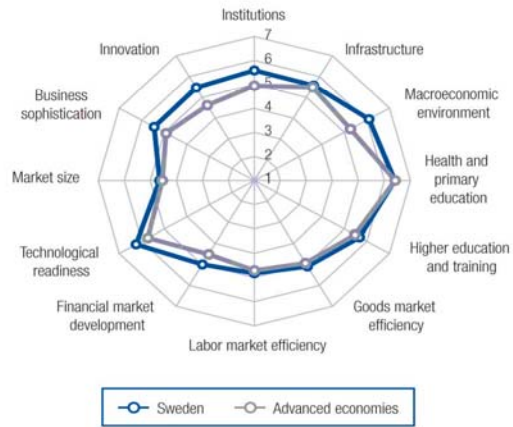 Institutions
7
6
5
4
3
2
1
Infrastructure
Macroeconomic
environment
Health and
primary
education
Higher education
and training
Goods market
efficiency
Labor market efficiency
Financial market
development
Technological
readiness
Market size
Business
sophistication
Innovation
Sweden
Advanced economies